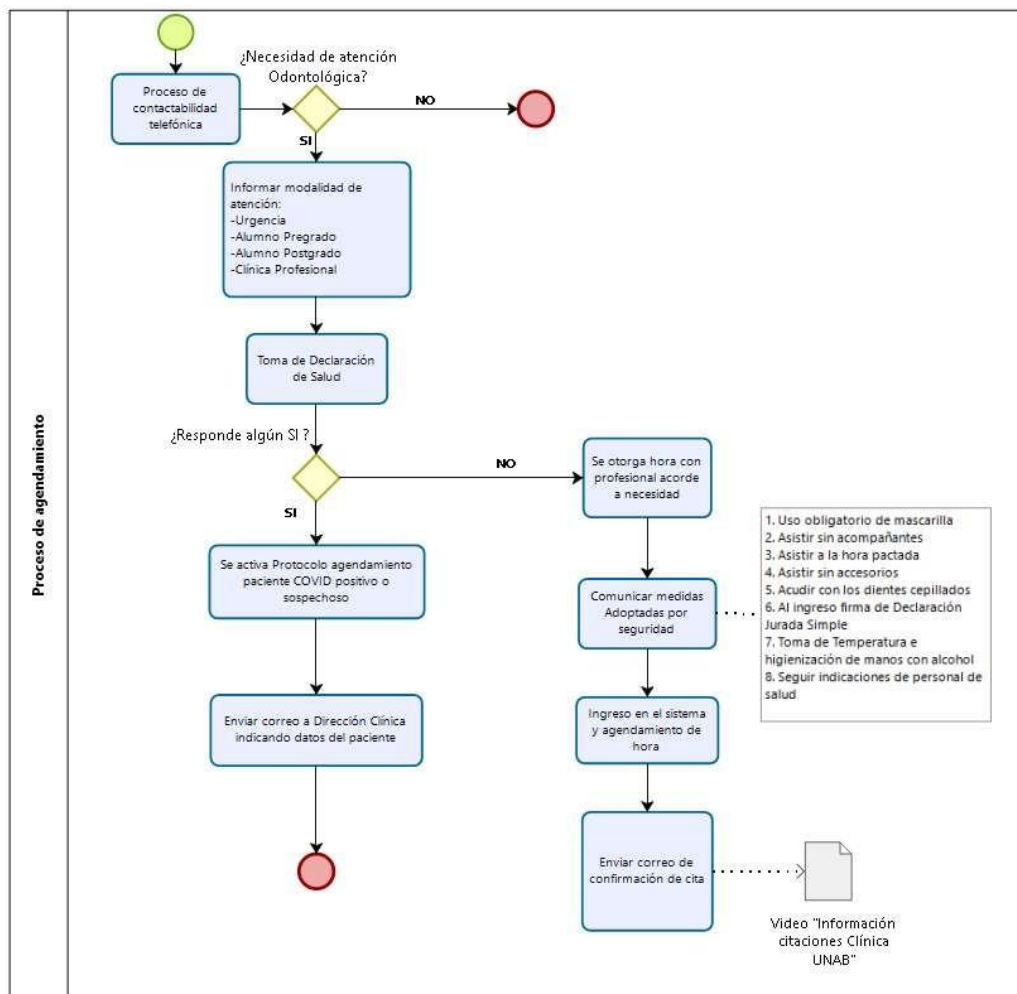 Proceso de agendamiento
¿Necesidad de atención
Odontológica?
Proceso de
contactabilidad
telefónica
NO
SI
Informar modalidad de
atención:
-Urgencia
-Alumno Pregrado
-Alumno Postgrado
-Clínica Profesional
Toma de Declaración
de Salud
¿Responde algún SI ?
NO
SI
Se otorga hora con
profesional acorde
a necesidad
Se activa Protocolo agendamiento
paciente COVID positivo o
sospechoso
Comunicar medidas
Adoptadas por
seguridad
1. Uso obligatorio de mascarilla
2. Asistir sin acompañantes
3. Asistir a la hora pactada
4. Asistir sin accesorios
5. Acudir con los dientes cepillados
6. Al ingreso firma de Declaración
Jurada Simple
7. Toma de Temperatura e
higienización de manos con alcohol
8. Seguir indicaciones de personal de
salud
Enviar correo a Dirección Clínica
indicando datos del paciente
Ingreso en el sistema
y agendamiento de
hora
Enviar correo de
confirmación de cita
Video "Información
citaciones Clínica
UNAB"